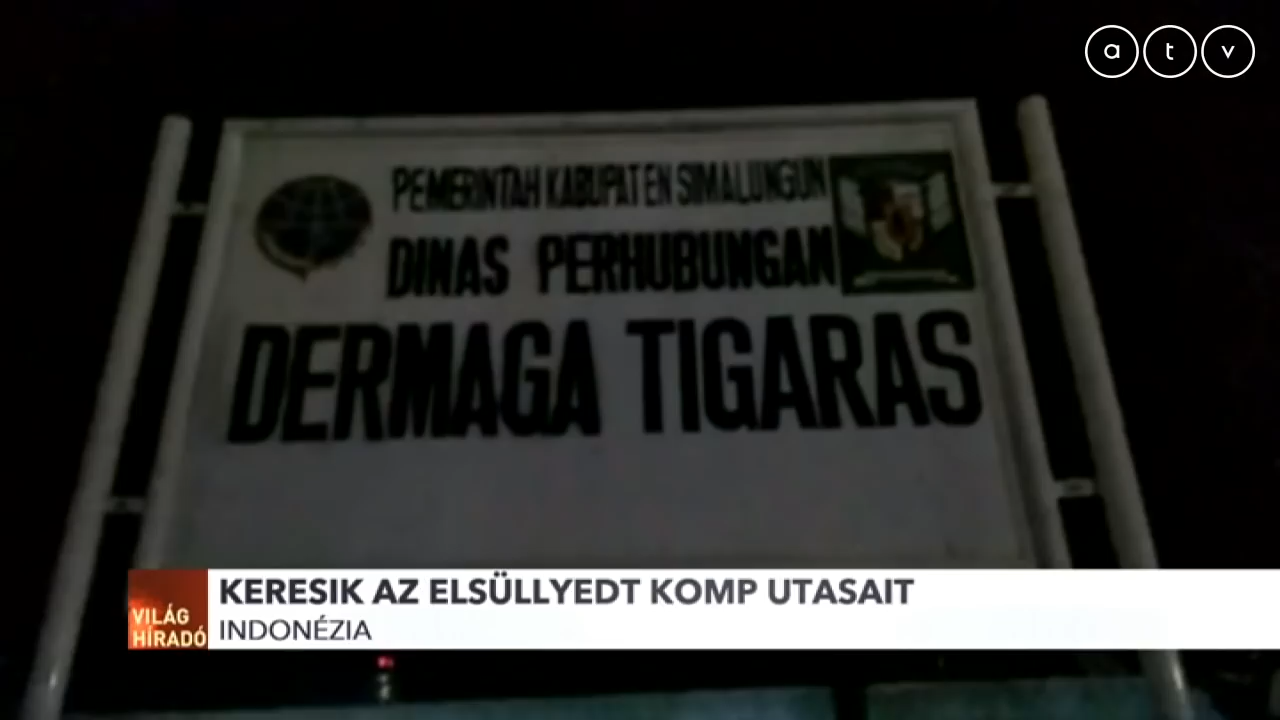 a t v
PEMERINTAH KABUPATEN SIMALUNGUN
DINAS PERHUBUNGAN
DERMAGA TIGARAS
KERESIK AZ ELSÜLLYEDT KOMP UTASAIT
VILÁG
HÍRADÓ
INDONÉZIA